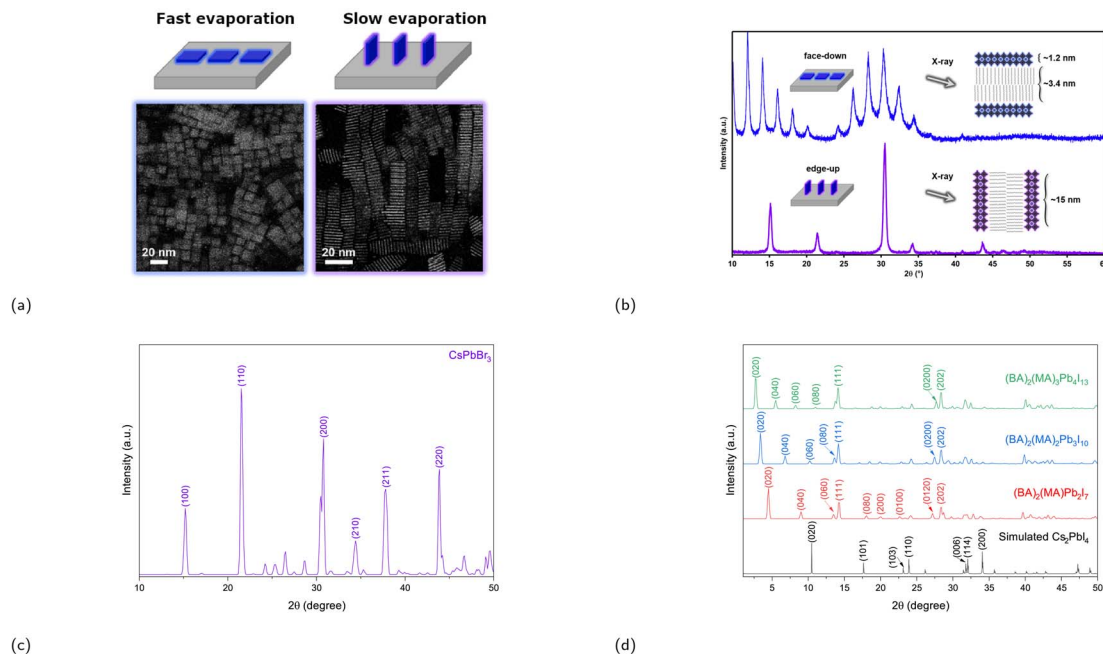 Fast evaporation
Slow evaporation
20 nm
20 nm
(a)
Intensity (a.u.)
face-down
X-ray
~1.2 nm
~3.4 nm
edge-up
X-ray
~15 nm
10 15 20 25 30 35 40 45 50 55 60
2θ (°)
(b)
Intensity (a.u.)
CsPbBr₃
(100)
(110)
(200)
(210)
(211)
(220)
10 20 30 40 50
2θ (degree)
(c)
Intensity (a.u.)
(BA)₂(MA)₃Pb₄I₁₃
(020)
(040)
(060)
(080)
(111)
(0200)
(202)
(BA)₂(MA)₂Pb₃I₁₀
(020)
(040)
(060)
(080)
(111)
(0200)
(202)
(BA)₂(MA)Pb₂I₇
(020)
(040)
(060)
(111)
(080)
(200)
(0100)
(0120)
(202)
Simulated Cs₂PbI₄
(020)
(101)
(103)
(110)
(006)
(114)
(200)
5 10 15 20 25 30 35 40 45 50
2θ (degree)
(d)